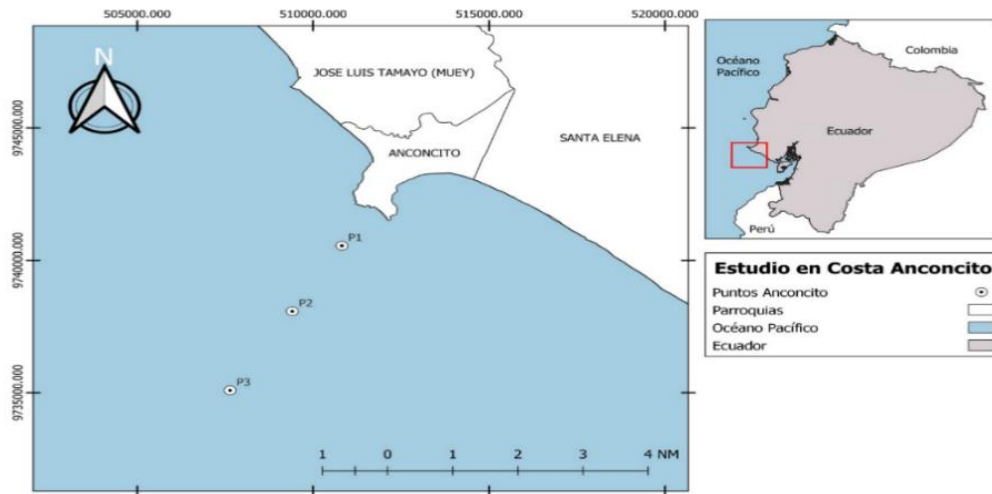 505000.000 510000.000 515000.000 520000.000
9745000.000
9740000.000
9735000.000
N
JOSE LUIS TAMAYO (MUEY)
ANCONCITO
SANTA ELENA
P1
P2
P3
1 0 1 2 3 4 NM
Océano
Pacífico
Colombia
Ecuador
Perú
Estudio en Costa Anconcito
Puntos Anconcito
Parroquias
Océano Pacífico
Ecuador